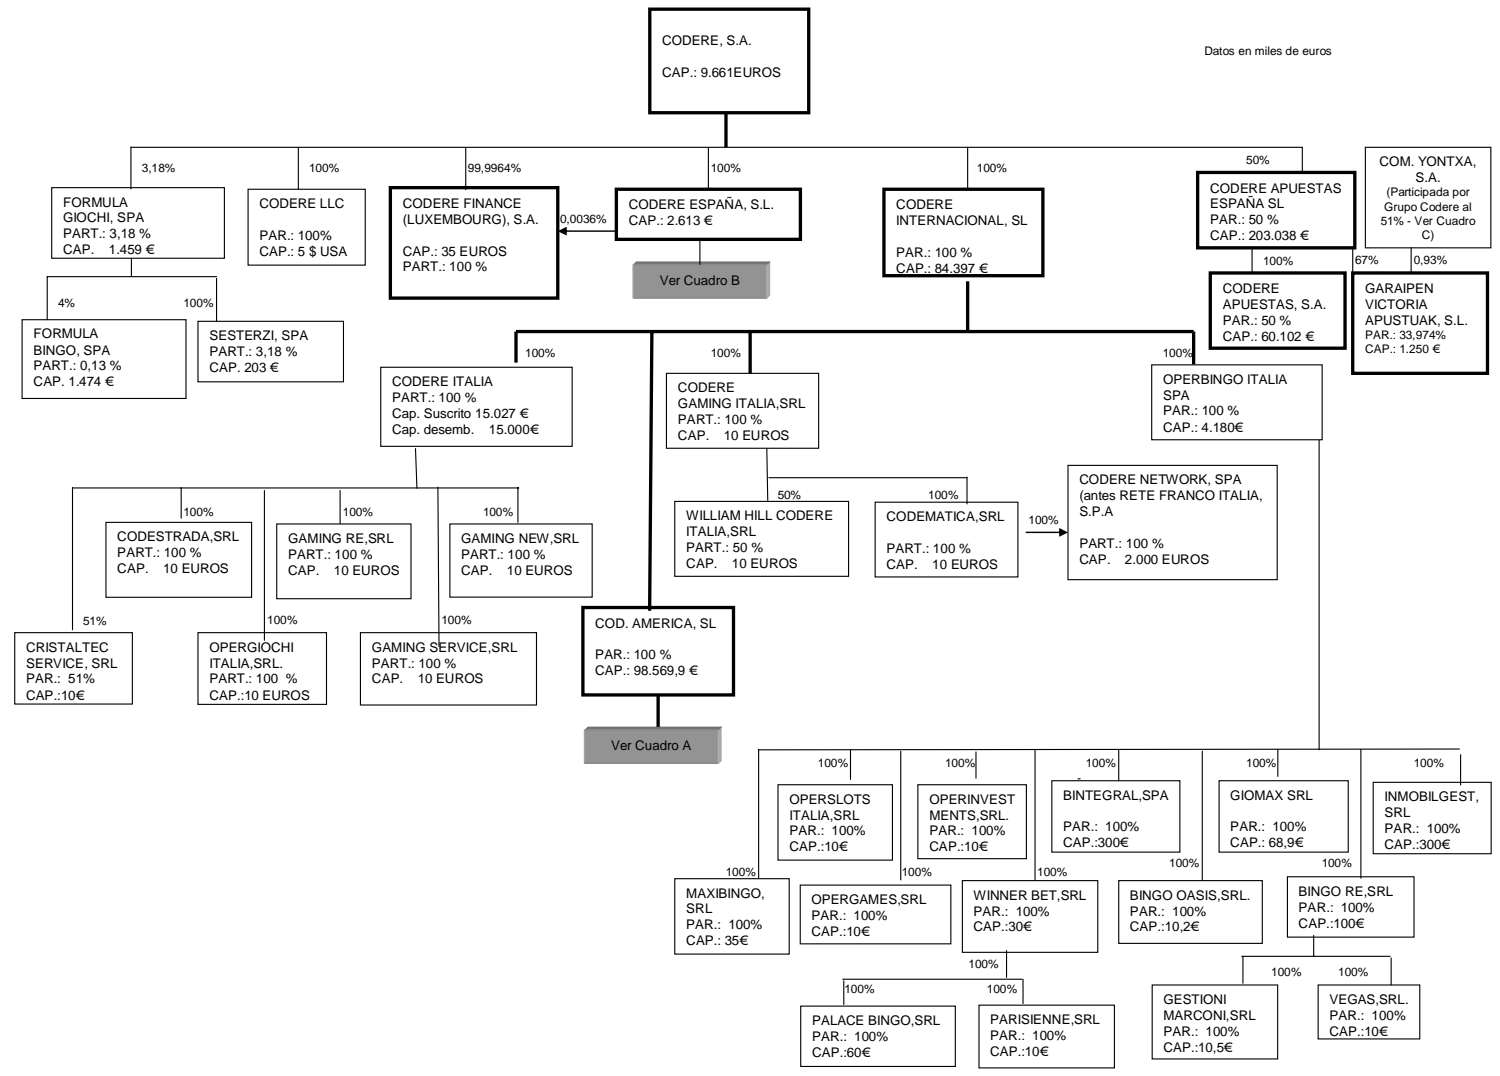 CODERE, S.A.
CAP.: 9.661EUROS
Datos en miles de euros
3,18%
100%
99,9964%
100%
100%
50%
FORMULA
GIOCHI, SPA
PART.: 3,18 %
CAP. 1.459 €
CODERE LLC
PAR.: 100%
CAP.: 5 $ USA
CODERE FINANCE
(LUXEMBOURG), S.A.
CAP.: 35 EUROS
PART.: 100 %
0,0036%
CODERE ESPAÑA, S.L.
CAP.: 2.613 €
Ver Cuadro B
CODERE
INTERNACIONAL, SL
PAR.: 100 %
CAP.: 84.397 €
CODERE APUESTAS
ESPAÑA SL
PAR.: 50 %
CAP.: 203.038 €
COM. YONTXA,
S.A.
(Participada por
Grupo Codere al
51% - Ver Cuadro
C)
100%
67%
0,93%
CODERE
APUESTAS, S.A.
PAR.: 50 %
CAP.: 60.102 €
GARAIPEN
VICTORIA
APUSTUAK, S.L.
PAR.: 33,974%
CAP.: 1.250 €
4%
100%
FORMULA
BINGO, SPA
PART.: 0,13 %
CAP. 1.474 €
SESTERZI, SPA
PART.: 3,18 %
CAP. 203 €
100%
100%
100%
CODERE ITALIA
PART.: 100 %
Cap. Suscrito 15.027 €
Cap. desemb. 15.000€
CODERE
GAMING ITALIA,SRL
PART.: 100 %
CAP. 10 EUROS
OPERBINGO ITALIA
SPA
PAR.: 100 %
CAP.: 4.180€
50%
100%
WILLIAM HILL CODERE
ITALIA,SRL
PART.: 50 %
CAP. 10 EUROS
CODEMATICA,SRL
PART.: 100 %
CAP. 10 EUROS
100%
CODERE NETWORK, SPA
(antes RETE FRANCO ITALIA,
S.P.A
PART.: 100 %
CAP. 2.000 EUROS
100%
100%
100%
CODESTRADA,SRL
PART.: 100 %
CAP. 10 EUROS
GAMING RE,SRL
PART.: 100 %
CAP. 10 EUROS
GAMING NEW,SRL
PART.: 100 %
CAP. 10 EUROS
51%
100%
100%
CRISTALTEC
SERVICE, SRL
PAR.: 51%
CAP.:10€
OPERGIOCHI
ITALIA,SRL.
PART.: 100 %
CAP.:10 EUROS
GAMING SERVICE,SRL
PART.: 100 %
CAP. 10 EUROS
COD. AMERICA, SL
PAR.: 100 %
CAP.: 98.569,9 €
Ver Cuadro A
100%
100%
100%
100%
100%
OPERSLOTS
ITALIA,SRL
PAR.: 100%
CAP.:10€
OPERINVEST
MENTS,SRL.
PAR.: 100%
CAP.:10€
BINTEGRAL,SPA
PAR.: 100%
CAP.:300€
GIOMAX SRL
PAR.: 100%
CAP.: 68,9€
INMOBILGEST,
SRL
PAR.: 100%
CAP.:300€
100%
100%
100%
100%
100%
MAXIBINGO,
SRL
PAR.: 100%
CAP.: 35€
OPERGAMES,SRL
PAR.: 100%
CAP.:10€
WINNER BET,SRL
PAR.: 100%
CAP.:30€
BINGO OASIS,SRL.
PAR.: 100%
CAP.:10,2€
BINGO RE,SRL
PAR.: 100%
CAP.:100€
100%
100%
100%
100%
100%
PALACE BINGO,SRL
PAR.: 100%
CAP.:60€
PARISIENNE,SRL
PAR.: 100%
CAP.:10€
GESTIONI
MARCONI,SRL
PAR.: 100%
CAP.:10,5€
VEGAS,SRL.
PAR.: 100%
CAP.:10€